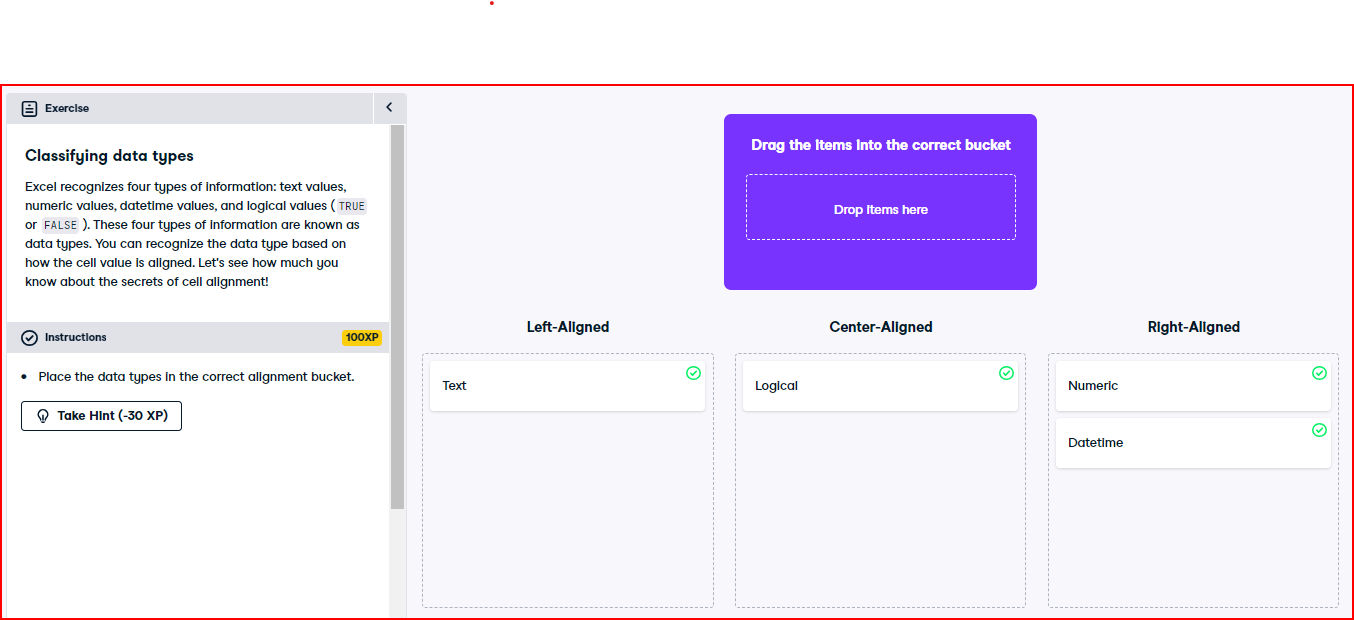 Exercise
Classifying data types
Excel recognizes four types of information: text values,
numeric values, datetime values, and logical values ( TRUE
or FALSE ). These four types of information are known as
data types. You can recognize the data type based on
how the cell value is aligned. Let's see how much you
know about the secrets of cell alignment!
Instructions
100XP
• Place the data types in the correct alignment bucket.
Take Hint (-30 XP)
Drag the items into the correct bucket
Drop items here
Left-Aligned
Text
Center-Aligned
Logical
Right-Aligned
Numeric
Datetime